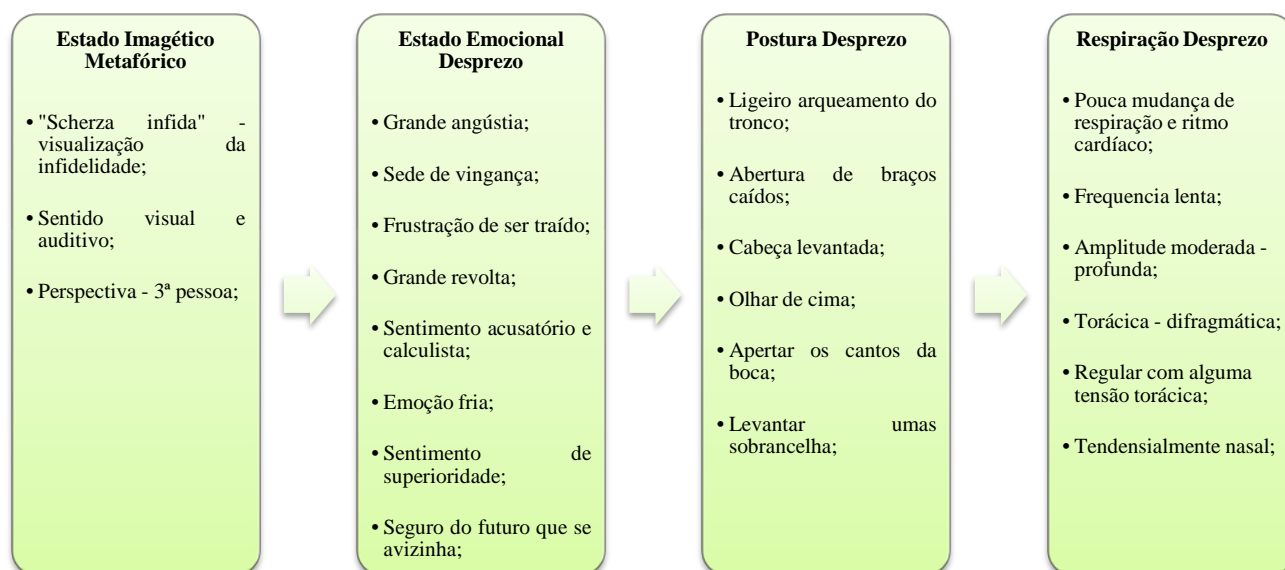 Estado Imagético
Metafórico
• "Scherza infida" -
visualização da
infidelidade;
• Sentido visual e
auditivo;
• Perspectiva - 3ª pessoa;
Estado Emocional
Desprezo
• Grande angústia;
• Sede de vingança;
• Frustração de ser traído;
• Grande revolta;
• Sentimento acusatório e
calculista;
• Emoção fria;
• Sentimento de
superioridade;
• Seguro do futuro que se
avizinha;
Postura Desprezo
• Ligeiro arqueamento do
tronco;
• Abertura de braços
caídos;
• Cabeça levantada;
• Olhar de cima;
• Apertar os cantos da
boca;
• Levantar umas
sobrancelha;
Respiração Desprezo
• Pouca mudança de
respiração e ritmo
cardíaco;
• Frequencia lenta;
• Amplitude moderada -
profunda;
• Torácica - difragmática;
• Regular com alguma
tensão torácica;
• Tendensialmente nasal;